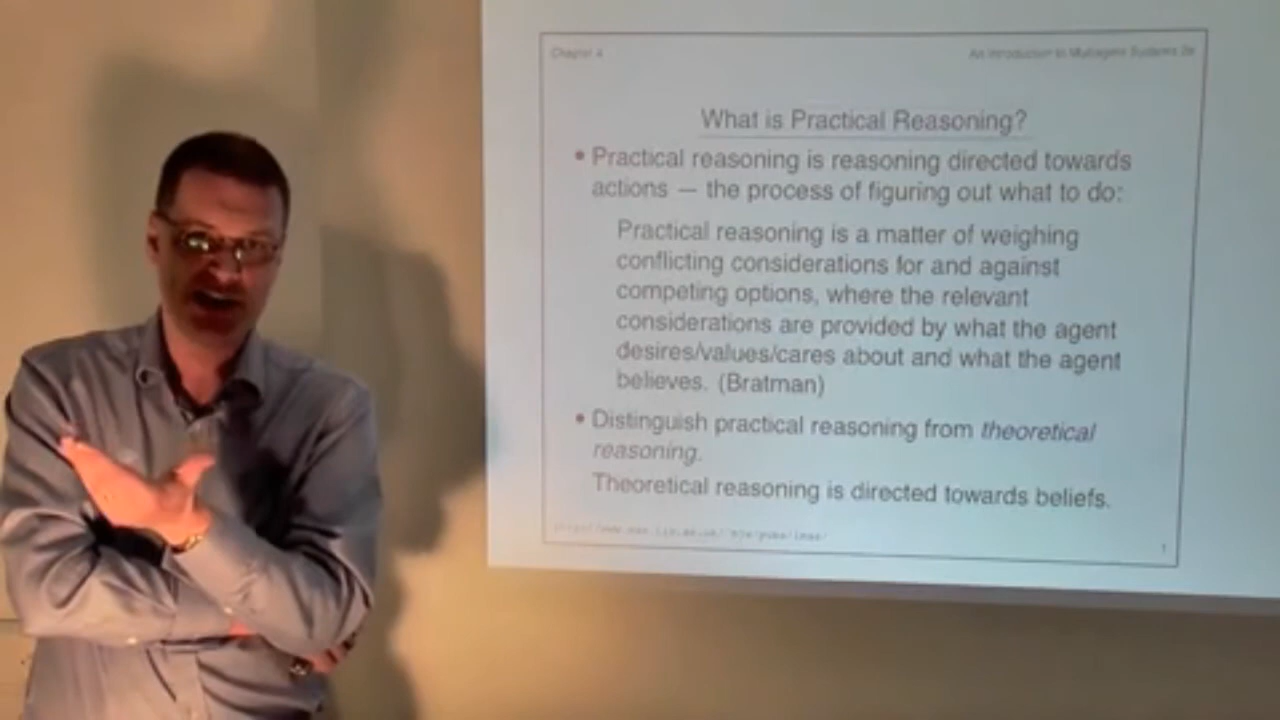 Chapter 4
An Introduction to Multiagent Systems 2e
What is Practical Reasoning?
• Practical reasoning is reasoning directed towards
actions — the process of figuring out what to do:
Practical reasoning is a matter of weighing
conflicting considerations for and against
competing options, where the relevant
considerations are provided by what the agent
desires/values/cares about and what the agent
believes. (Bratman)
• Distinguish practical reasoning from theoretical
reasoning.
Theoretical reasoning is directed towards beliefs.
1